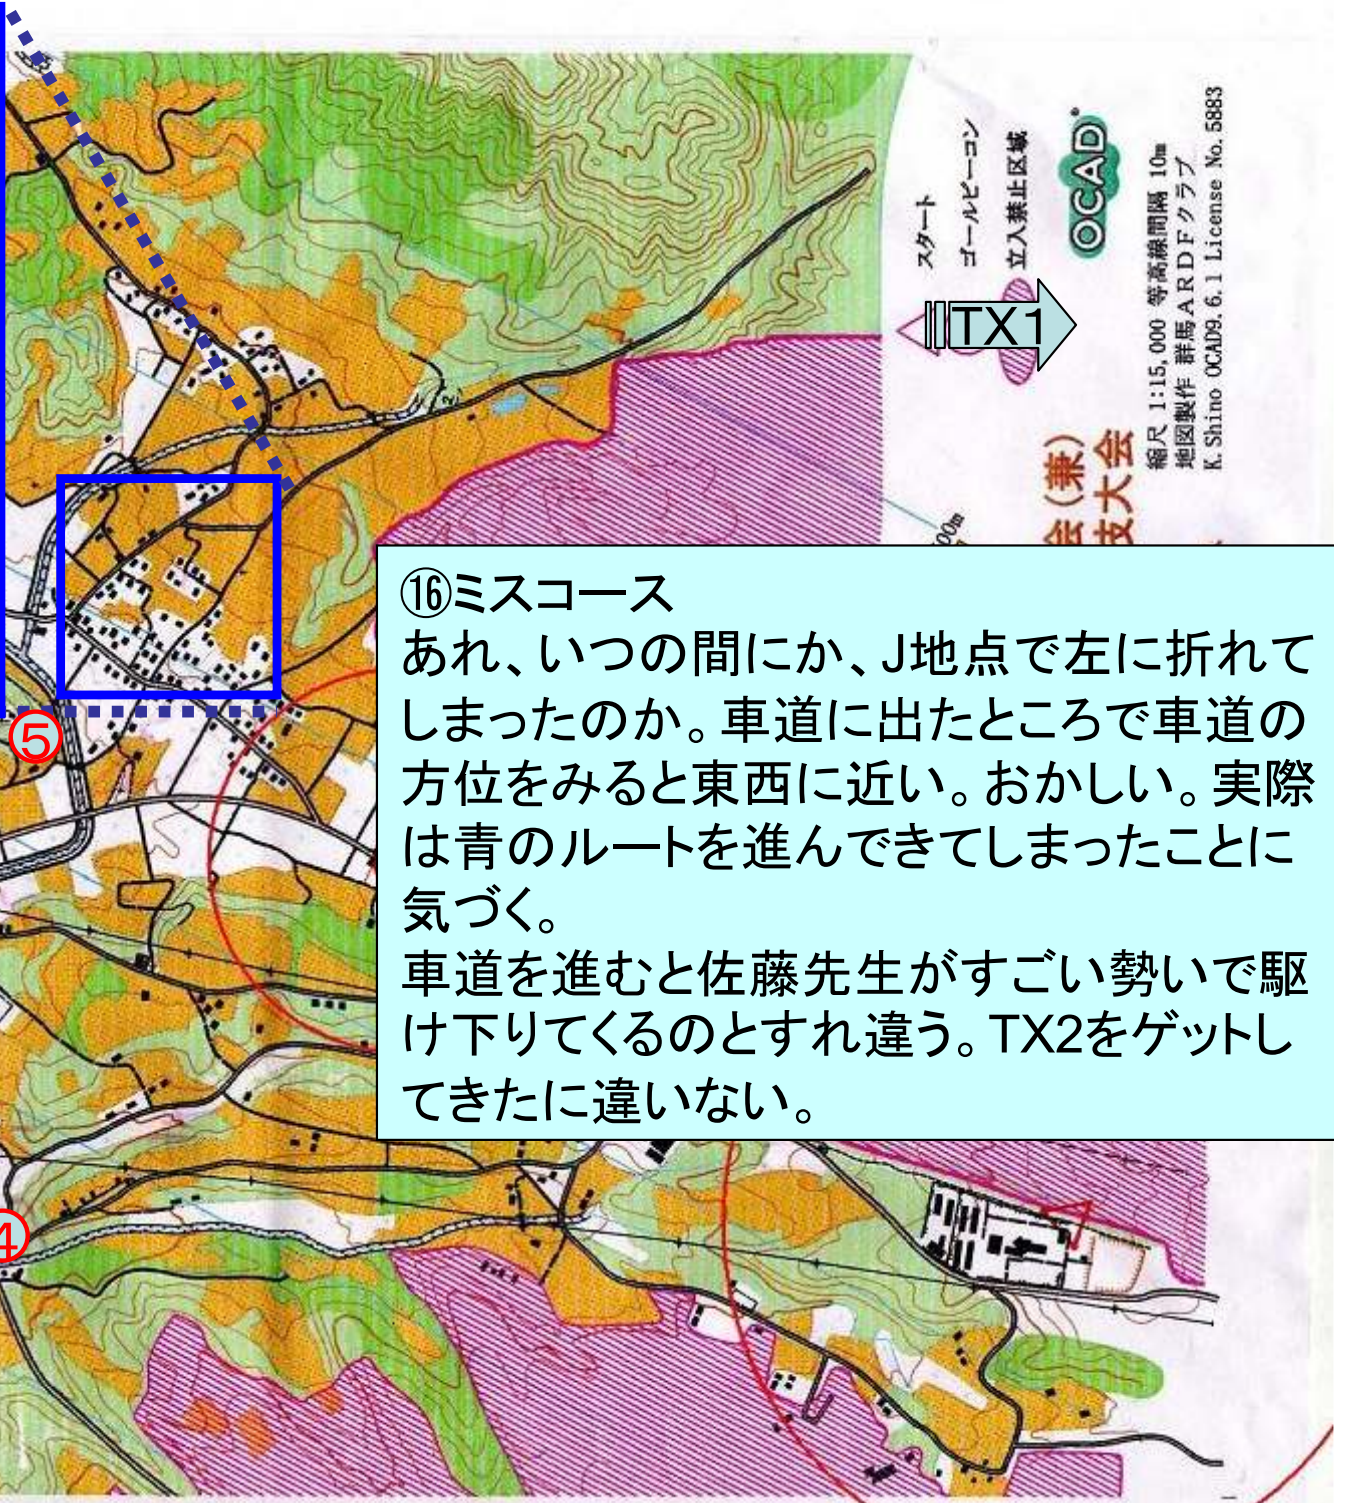 スタート
ゴールビーコン
立入禁止区域
OCAD
縮尺 1:15,000 等高線間隔 10m
地図製作 群馬ARDFクラブ
K.Shino OCAD9.6.1 License No.5883
TX1
会(兼)
技大会
00m
⑯ミスコース
あれ、いつの間にか、J地点で左に折れて
しまったのか。車道に出たところで車道の
方位をみると東西に近い。おかしい。実際
は青のルートを進んできてしまったことに
気づく。
車道を進むと佐藤先生がすごい勢いで駆
け下りてくるのとすれ違う。TX2をゲットし
てきたに違いない。
⑤
④